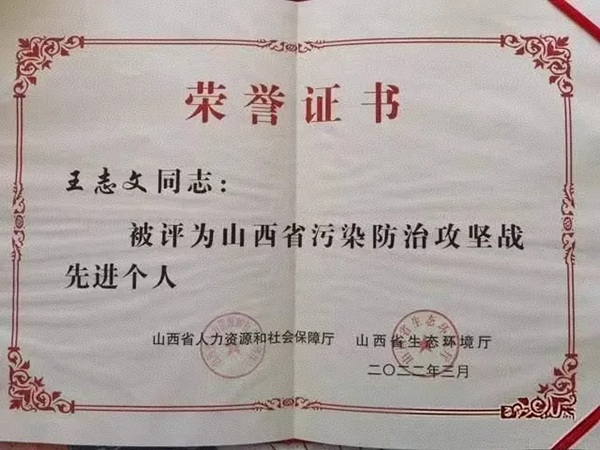 荣誉证书
王志文同志：
被评为山西省污染防治攻坚战
先进个人
山西省人力资源和社会保障厅 山西省生态环境厅
二〇二二年三月